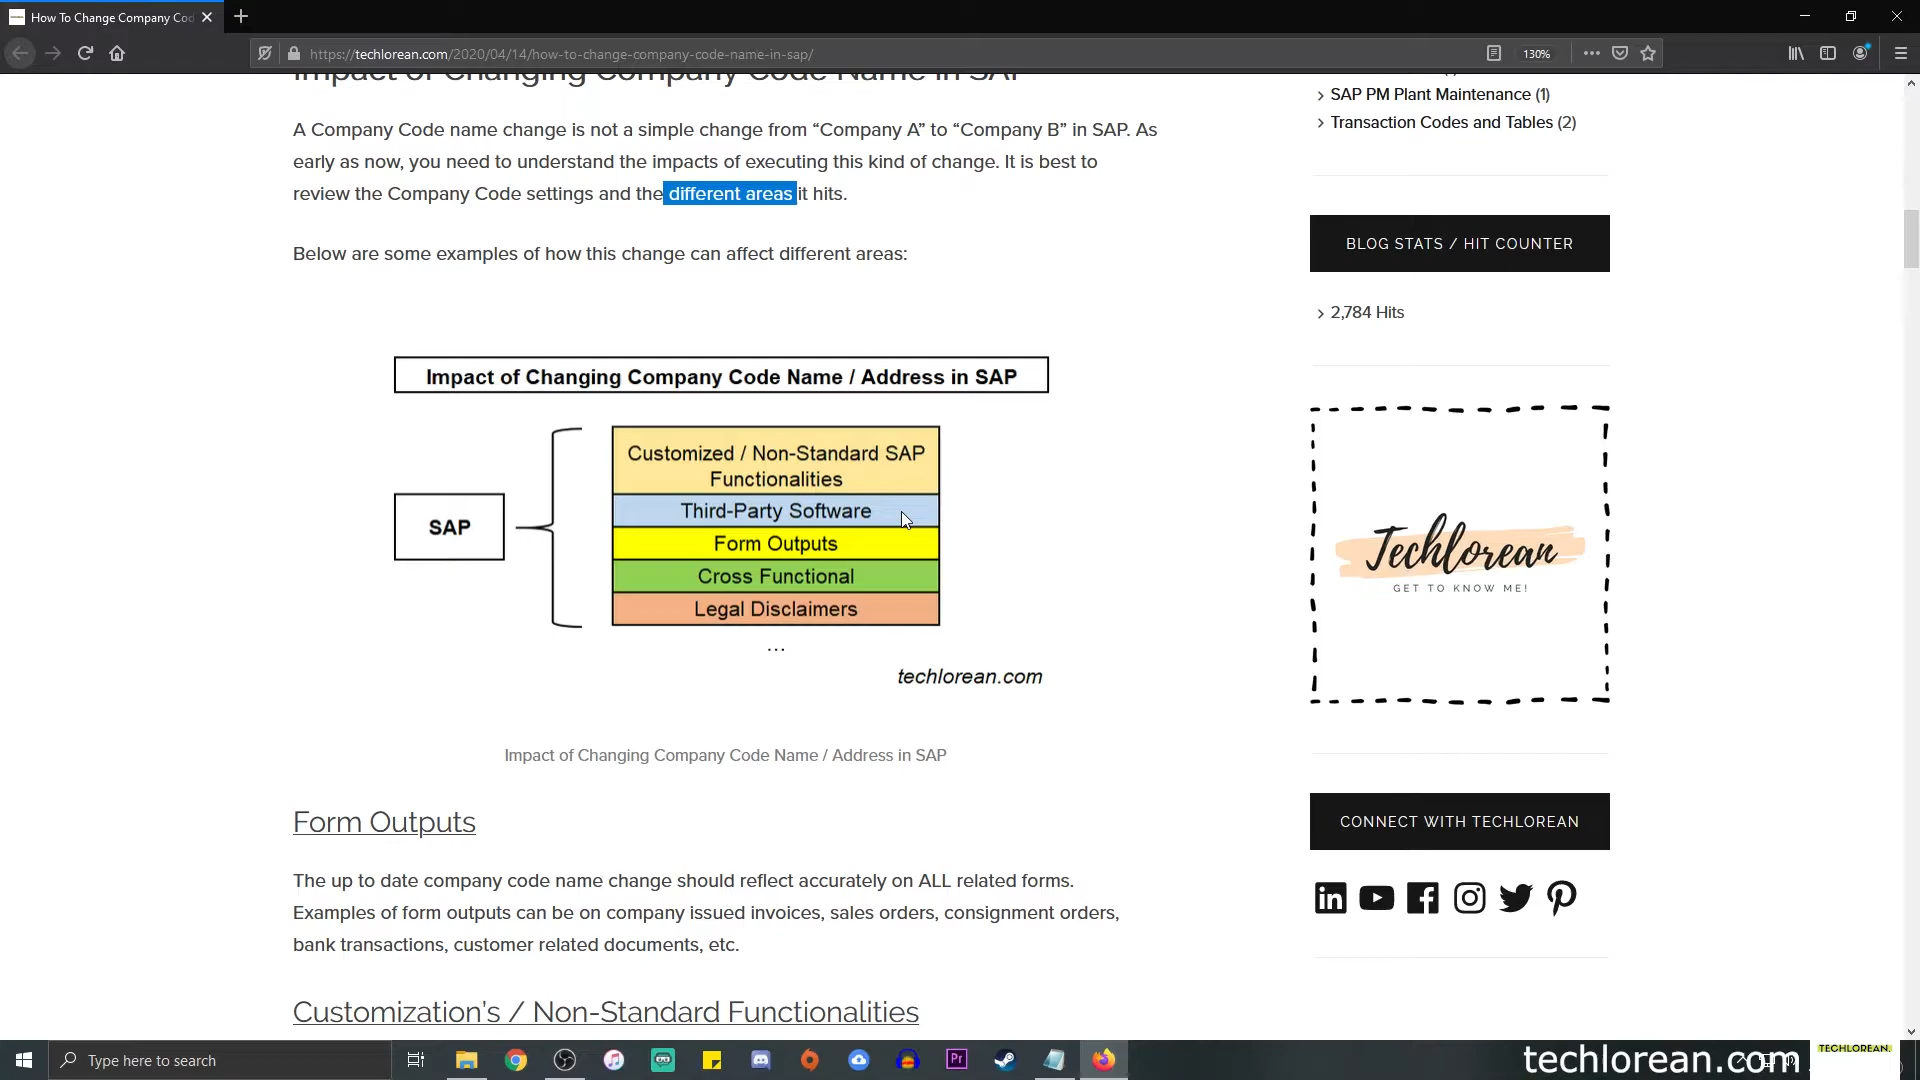 How To Change Company Cod
https://techlorean.com/2020/04/14/how-to-change-company-code-name-in-sap/
130%
Impact of Changing Company Code Name in SAP
A Company Code name change is not a simple change from “Company A” to “Company B” in SAP. As
early as now, you need to understand the impacts of executing this kind of change. It is best to
review the Company Code settings and the different areas it hits.
Below are some examples of how this change can affect different areas:
Impact of Changing Company Code Name / Address in SAP
SAP
Customized / Non-Standard SAP
Functionalities
Third-Party Software
Form Outputs
Cross Functional
Legal Disclaimers
...
techlorean.com
Impact of Changing Company Code Name / Address in SAP
Form Outputs
The up to date company code name change should reflect accurately on ALL related forms.
Examples of form outputs can be on company issued invoices, sales orders, consignment orders,
bank transactions, customer related documents, etc.
Customization’s / Non-Standard Functionalities
SAP PM Plant Maintenance (1)
Transaction Codes and Tables (2)
BLOG STATS / HIT COUNTER
2,784 Hits
Techlorean
GET TO KNOW ME!
CONNECT WITH TECHLOREAN
Type here to search
Pr
techlorean.com
TECHLOREAN.